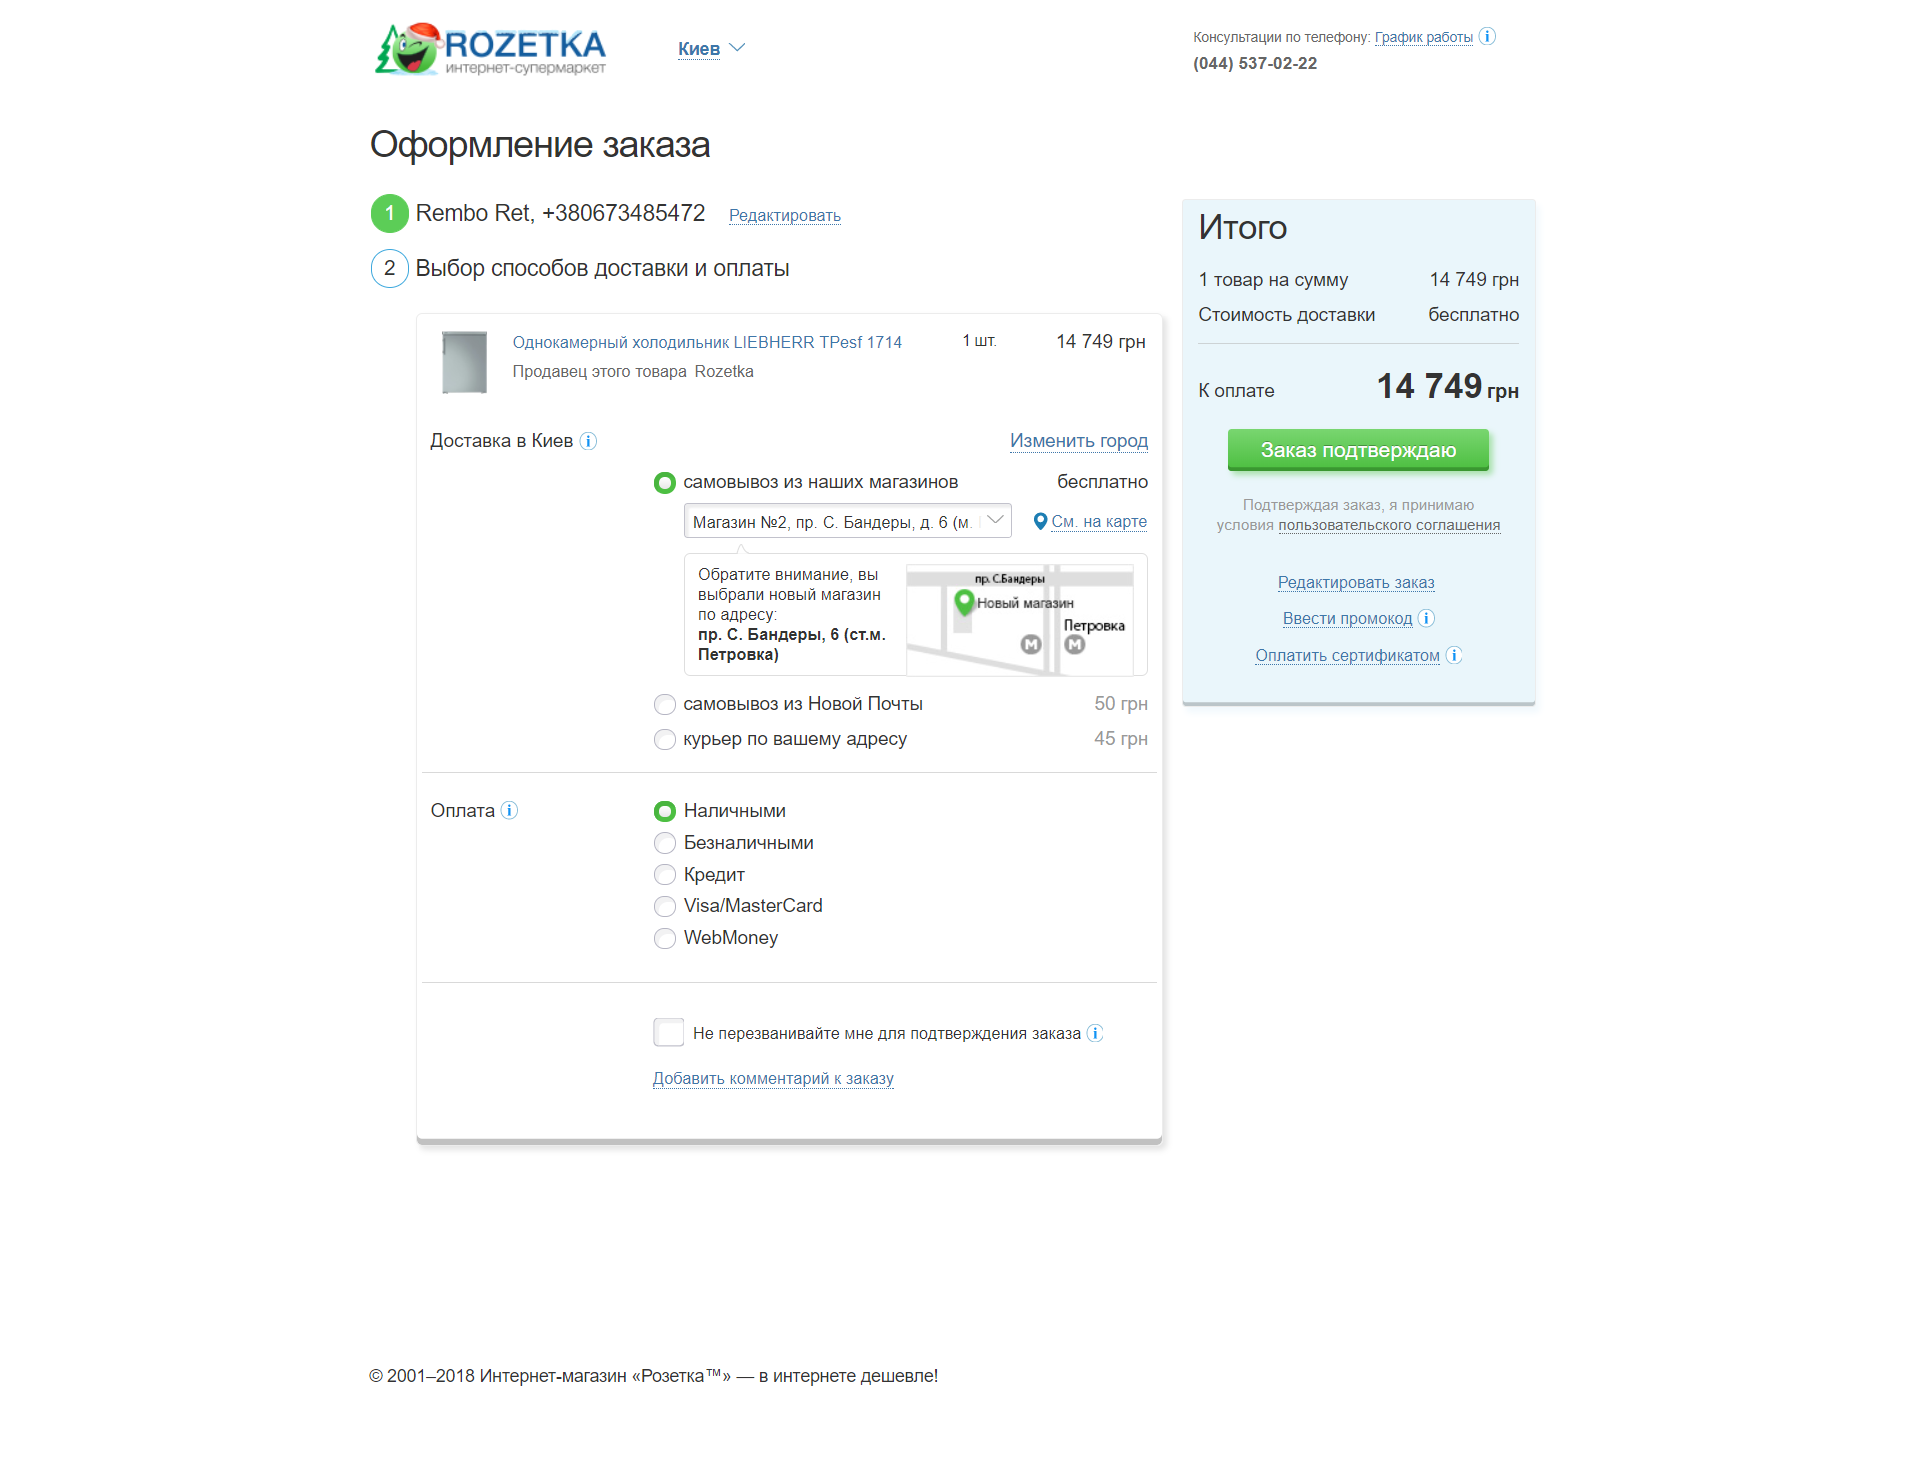 ROZETKA
интернет-супермаркет
Киев
Консультации по телефону: График работы
(044) 537-02-22
Оформление заказа
1 Rembo Ret, +380673485472 Редактировать
2 Выбор способов доставки и оплаты
Однокамерный холодильник LIEBHERR TPesf 1714 1 шт. 14 749 грн
Продавец этого товара Rozetka
Доставка в Киев Изменить город
самовывоз из наших магазинов бесплатно
Магазин №2, пр. С. Бандеры, д. 6 (м. См. на карте
Обратите внимание, вы
выбрали новый магазин
по адресу:
пр. С. Бандеры, 6 (ст.м.
Петровка)
пр. С.Бандеры
Новый магазин
Петровка
М М
самовывоз из Новой Почты 50 грн
курьер по вашему адресу 45 грн
Оплата
Наличными
Безналичными
Кредит
Visa/MasterCard
WebMoney
Не перезванивайте мне для подтверждения заказа
Добавить комментарий к заказу
Итого
1 товар на сумму 14 749 грн
Стоимость доставки бесплатно
К оплате 14 749 грн
Заказ подтверждаю
Подтверждая заказ, я принимаю
условия пользовательского соглашения
Редактировать заказ
Ввести промокод
Оплатить сертификатом
© 2001–2018 Интернет-магазин «Розетка™» — в интернете дешевле!